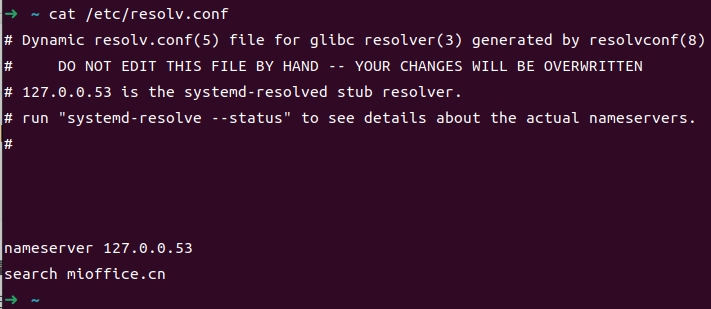 ➜ ~ cat /etc/resolv.conf
# Dynamic resolv.conf(5) file for glibc resolver(3) generated by resolvconf(8)
#     DO NOT EDIT THIS FILE BY HAND -- YOUR CHANGES WILL BE OVERWRITTEN
# 127.0.0.53 is the systemd-resolved stub resolver.
# run "systemd-resolve --status" to see details about the actual nameservers.
#
nameserver 127.0.0.53
search mioffice.cn
➜ ~